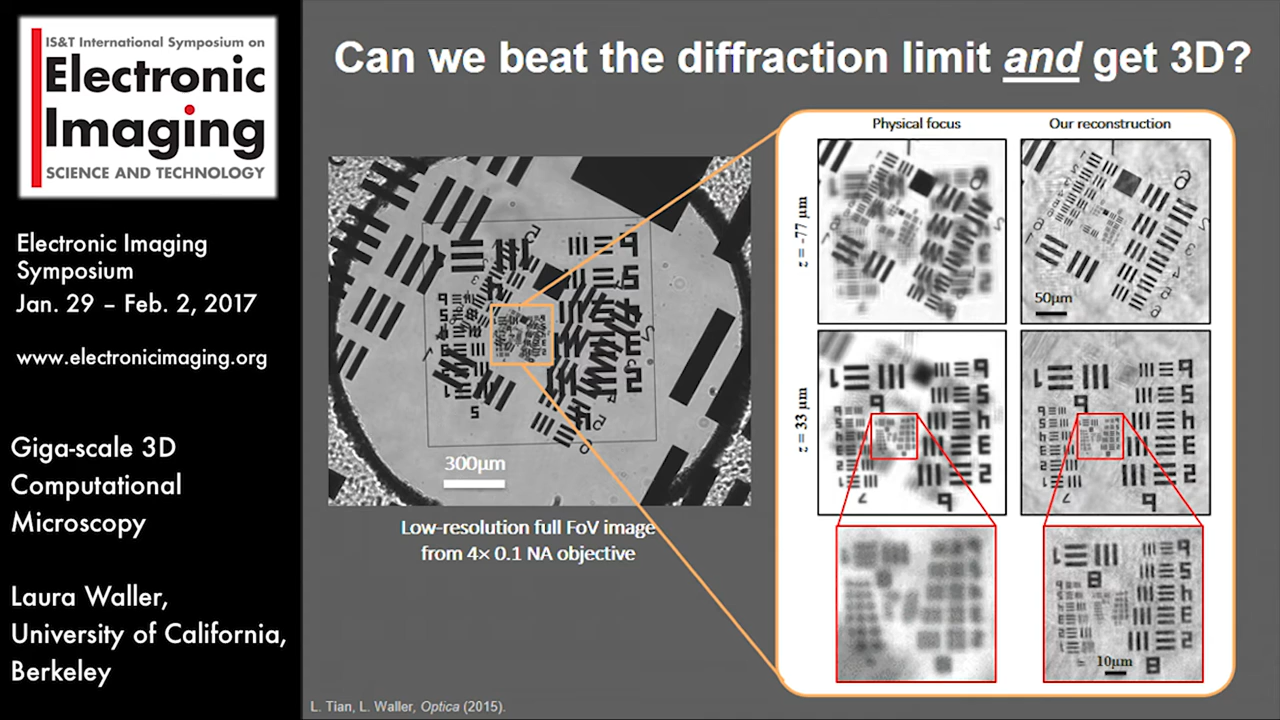 IS&T International Symposium on
Electronic
Imaging
SCIENCE AND TECHNOLOGY
Electronic Imaging
Symposium
Jan. 29 – Feb. 2, 2017
www.electronicimaging.org
Giga-scale 3D
Computational
Microscopy
Laura Waller,
University of California,
Berkeley
Can we beat the diffraction limit and get 3D?
300μm
Low-resolution full FoV image
from 4× 0.1 NA objective
Physical focus
Our reconstruction
z = -77 μm
50μm
z = 33 μm
10μm
L. Tian, L. Waller, Optica (2015).